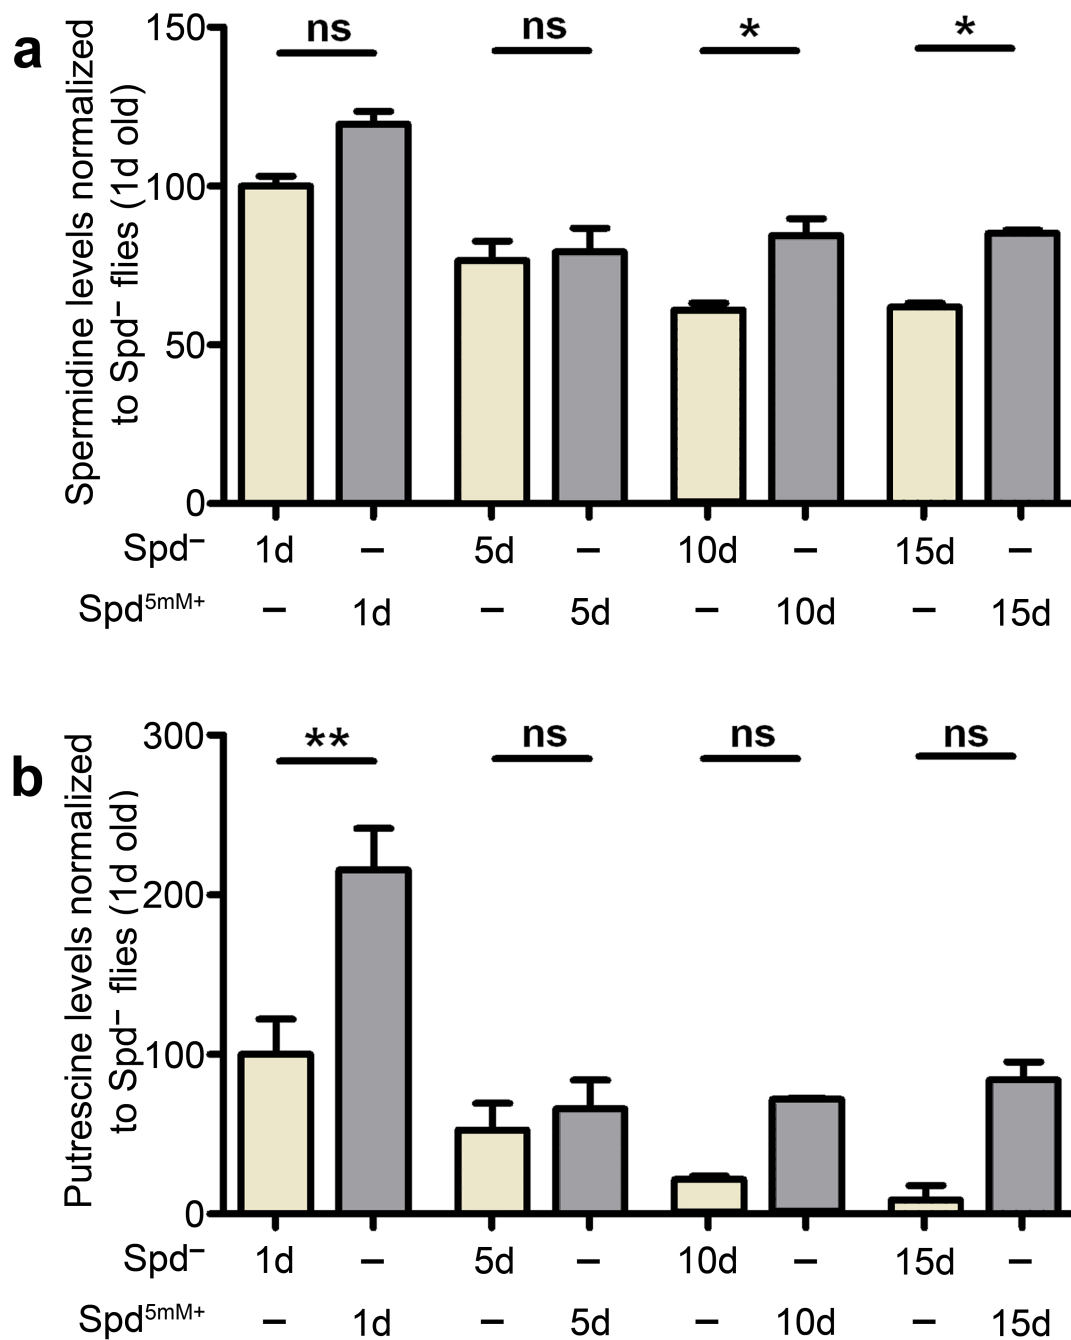 a
Spermidine levels normalized
to Spd⁻ flies (1d old)
150
100
50
0
ns ns * *
Spd⁻ 1d – 5d – 10d – 15d –
Spd⁵ᵐᴹ⁺ – 1d – 5d – 10d – 15d
b
Putrescine levels normalized
to Spd⁻ flies (1d old)
300
200
100
0
** ns ns ns
Spd⁻ 1d – 5d – 10d – 15d –
Spd⁵ᵐᴹ⁺ – 1d – 5d – 10d – 15d